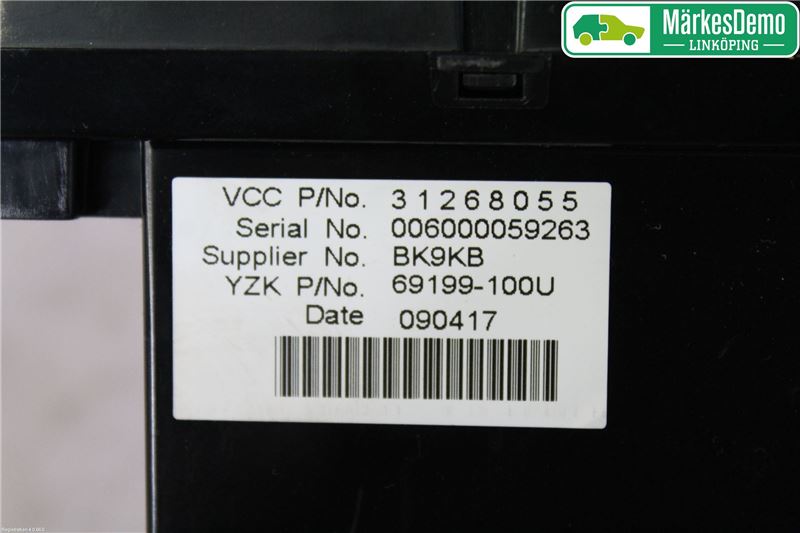 MärkesDemo
LINKÖPING
VCC P/No. 31268055
Serial No. 006000059263
Supplier No. BK9KB
YZK P/No. 69199-100U
Date 090417